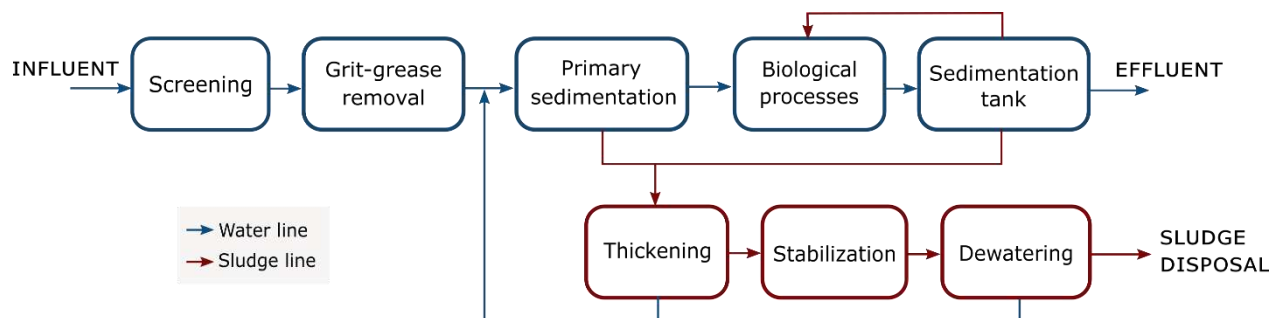 INFLUENT
Screening
Grit-grease
removal
Primary
sedimentation
Biological
processes
Sedimentation
tank
EFFLUENT
Water line
Sludge line
Thickening
Stabilization
Dewatering
SLUDGE
DISPOSAL